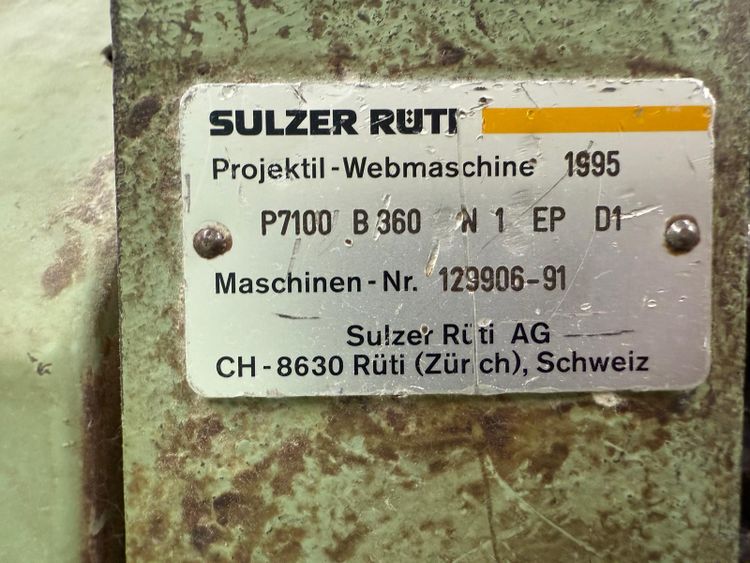 SULZER RÜTI
Projektil-Webmaschine 1995
P7100 B 360 N 1 EP D1
Maschinen-Nr. 129906-91
Sulzer Rüti AG
CH-8630 Rüti (Zürich), Schweiz